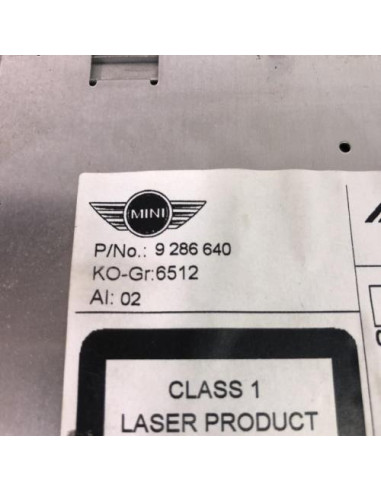 MINI
P/No.: 9 286 640
KO-Gr:6512
AI: 02
CLASS 1
LASER PRODUCT